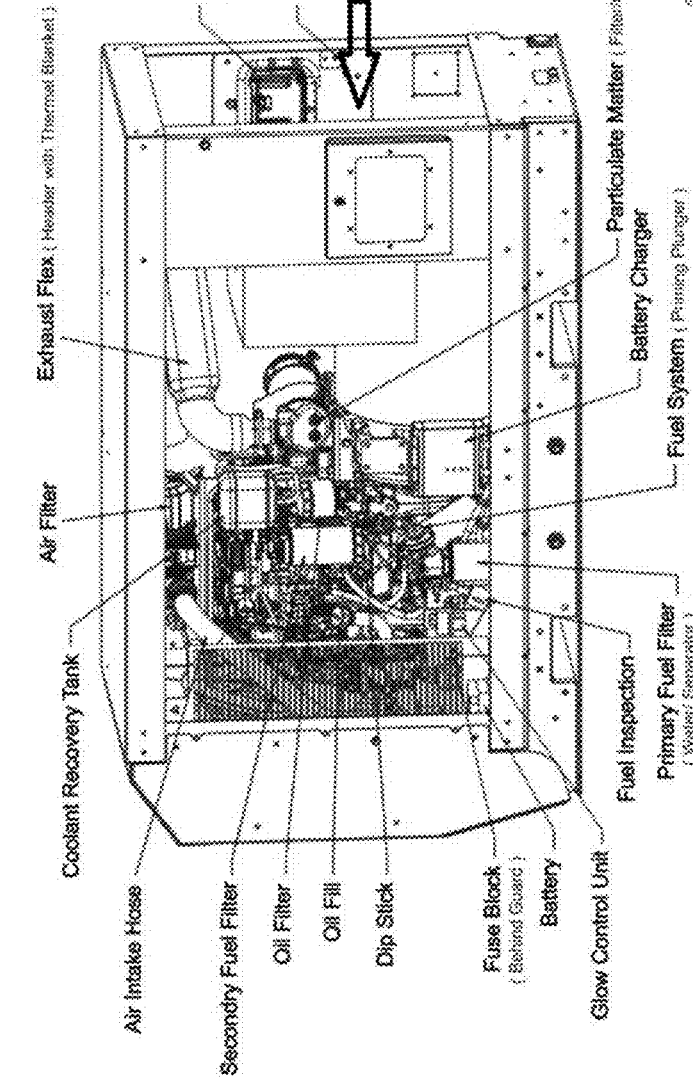 Exhaust Flex ( Header with Thermal Blanket )
Air Filter
Coolant Recovery Tank
Air Intake Hose
Secondry Fuel Filter
Oil Filter
Oil Fill
Dip Stick
Fuse Block
( Behind Guard )
Battery
Glow Control Unit
Fuel Inspection
Primary Fuel Filter
( Water Separator )
Fuel System ( Priming Plunger )
Battery Charger
Particulate Matter